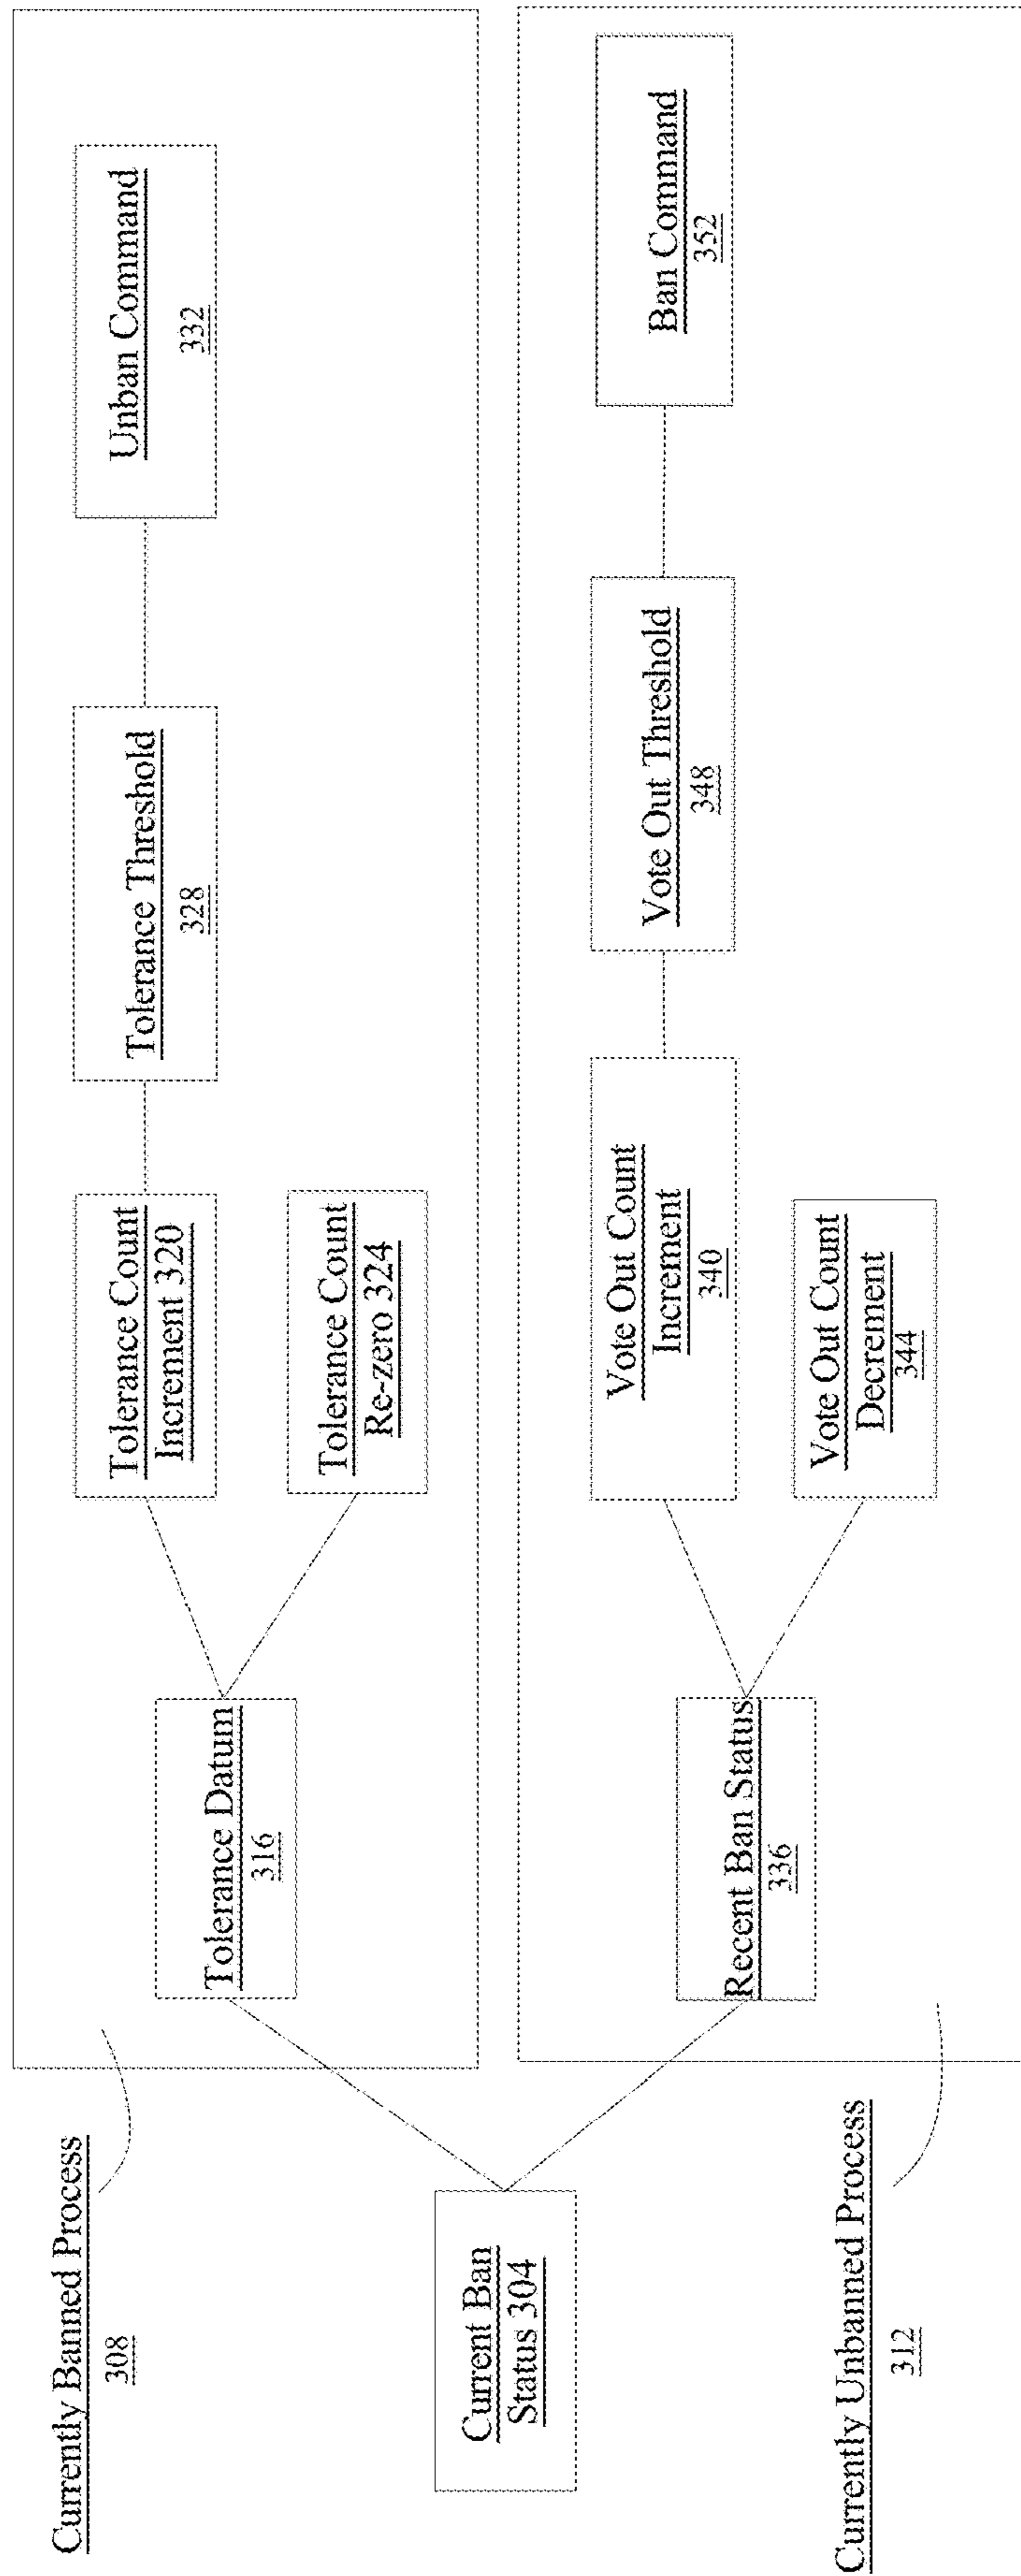 Currently Banned Process
308
Current Ban
Status 304
Currently Unbanned Process
312
Tolerance Datum
316
Tolerance Count
Increment 320
Tolerance Count
Re-zero 324
Tolerance Threshold
328
Unban Command
332
Recent Ban Status
336
Vote Out Count
Increment
340
Vote Out Count
Decrement
344
Vote Out Threshold
348
Ban Command
352